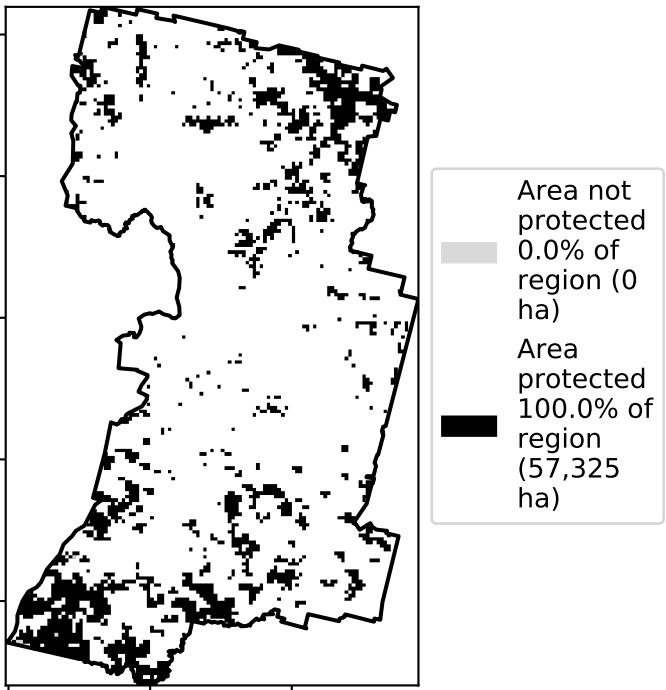 Area not
protected
0.0% of
region (0
ha)
Area
protected
100.0% of
region
(57,325
ha)